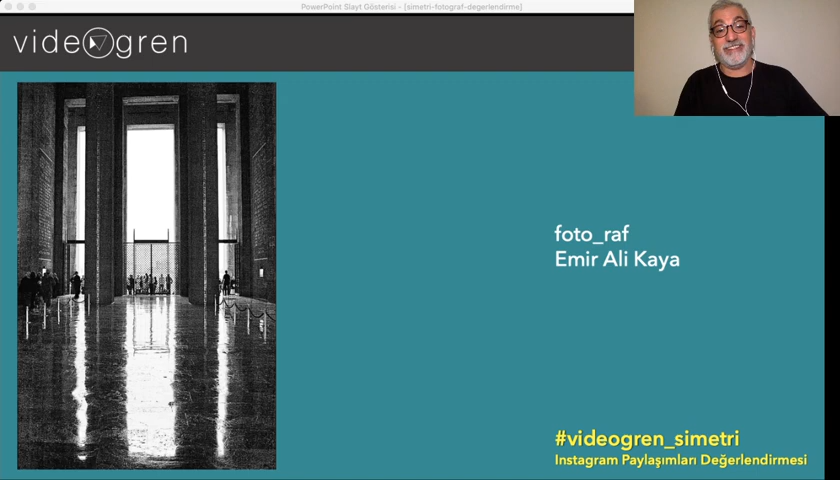 PowerPoint Slayt Gösterisi - [simetri-fotograf-degerlendirme]
videogren
foto_raf
Emir Ali Kaya
#videogren_simetri
Instagram Paylaşımları Değerlendirmesi